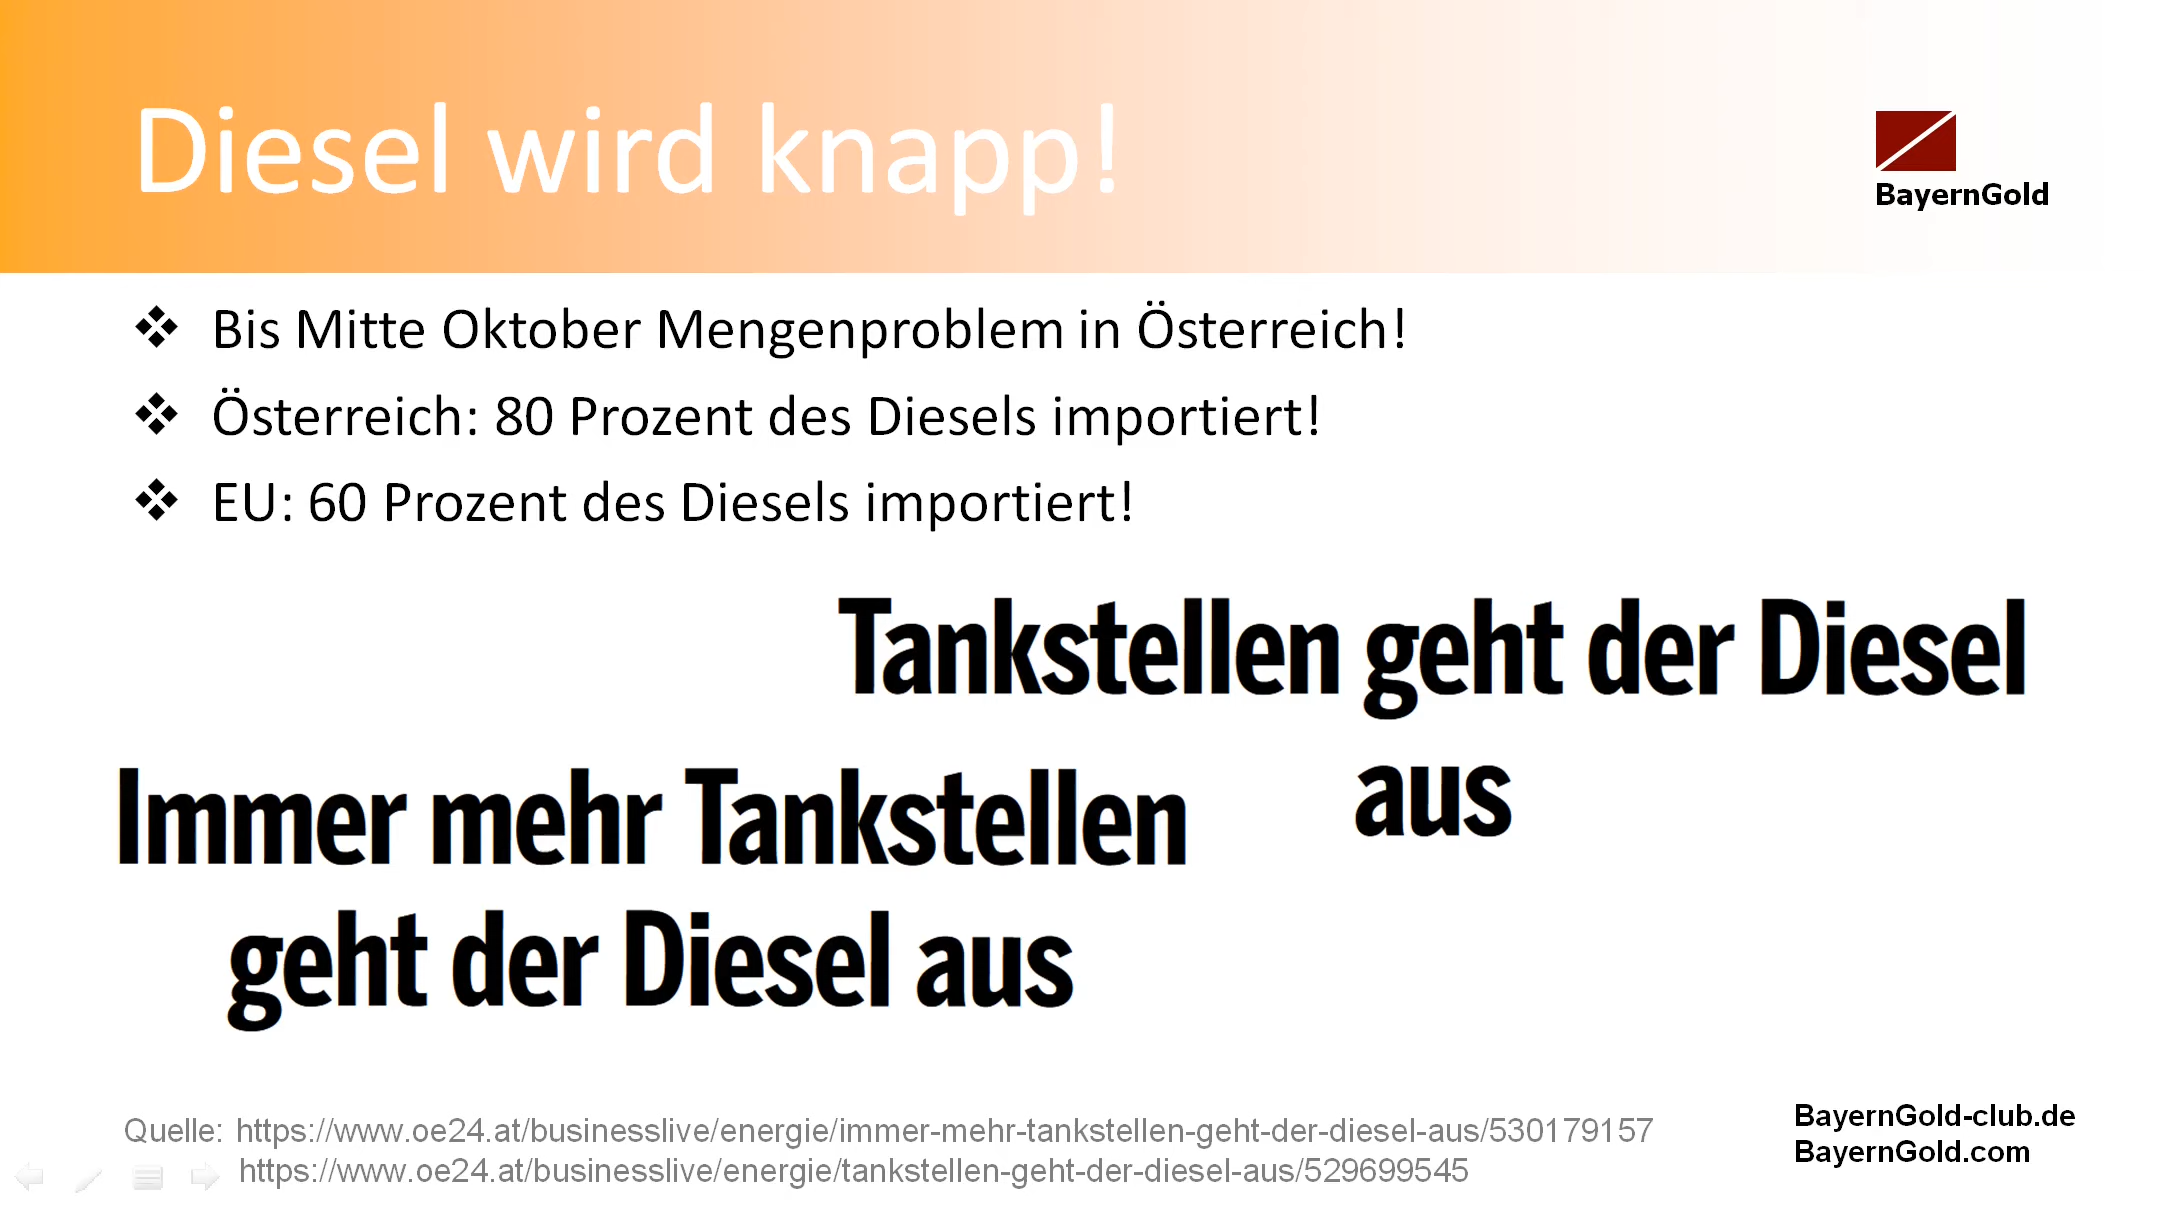 Diesel wird knapp!
BayernGold
❖ Bis Mitte Oktober Mengenproblem in Österreich!
❖ Österreich: 80 Prozent des Diesels importiert!
❖ EU: 60 Prozent des Diesels importiert!
Tankstellen geht der Diesel
aus
Immer mehr Tankstellen
geht der Diesel aus
Quelle: https://www.oe24.at/businesslive/energie/immer-mehr-tankstellen-geht-der-diesel-aus/530179157
https://www.oe24.at/businesslive/energie/tankstellen-geht-der-diesel-aus/529699545
BayernGold-club.de
BayernGold.com